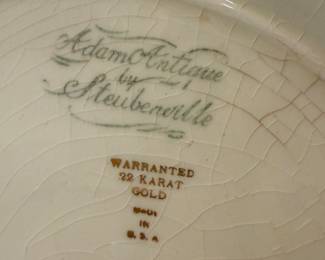 Adam Antique
by
Steubenville
WARRANTED
22 KARAT
GOLD
MADE
IN
U.S.A